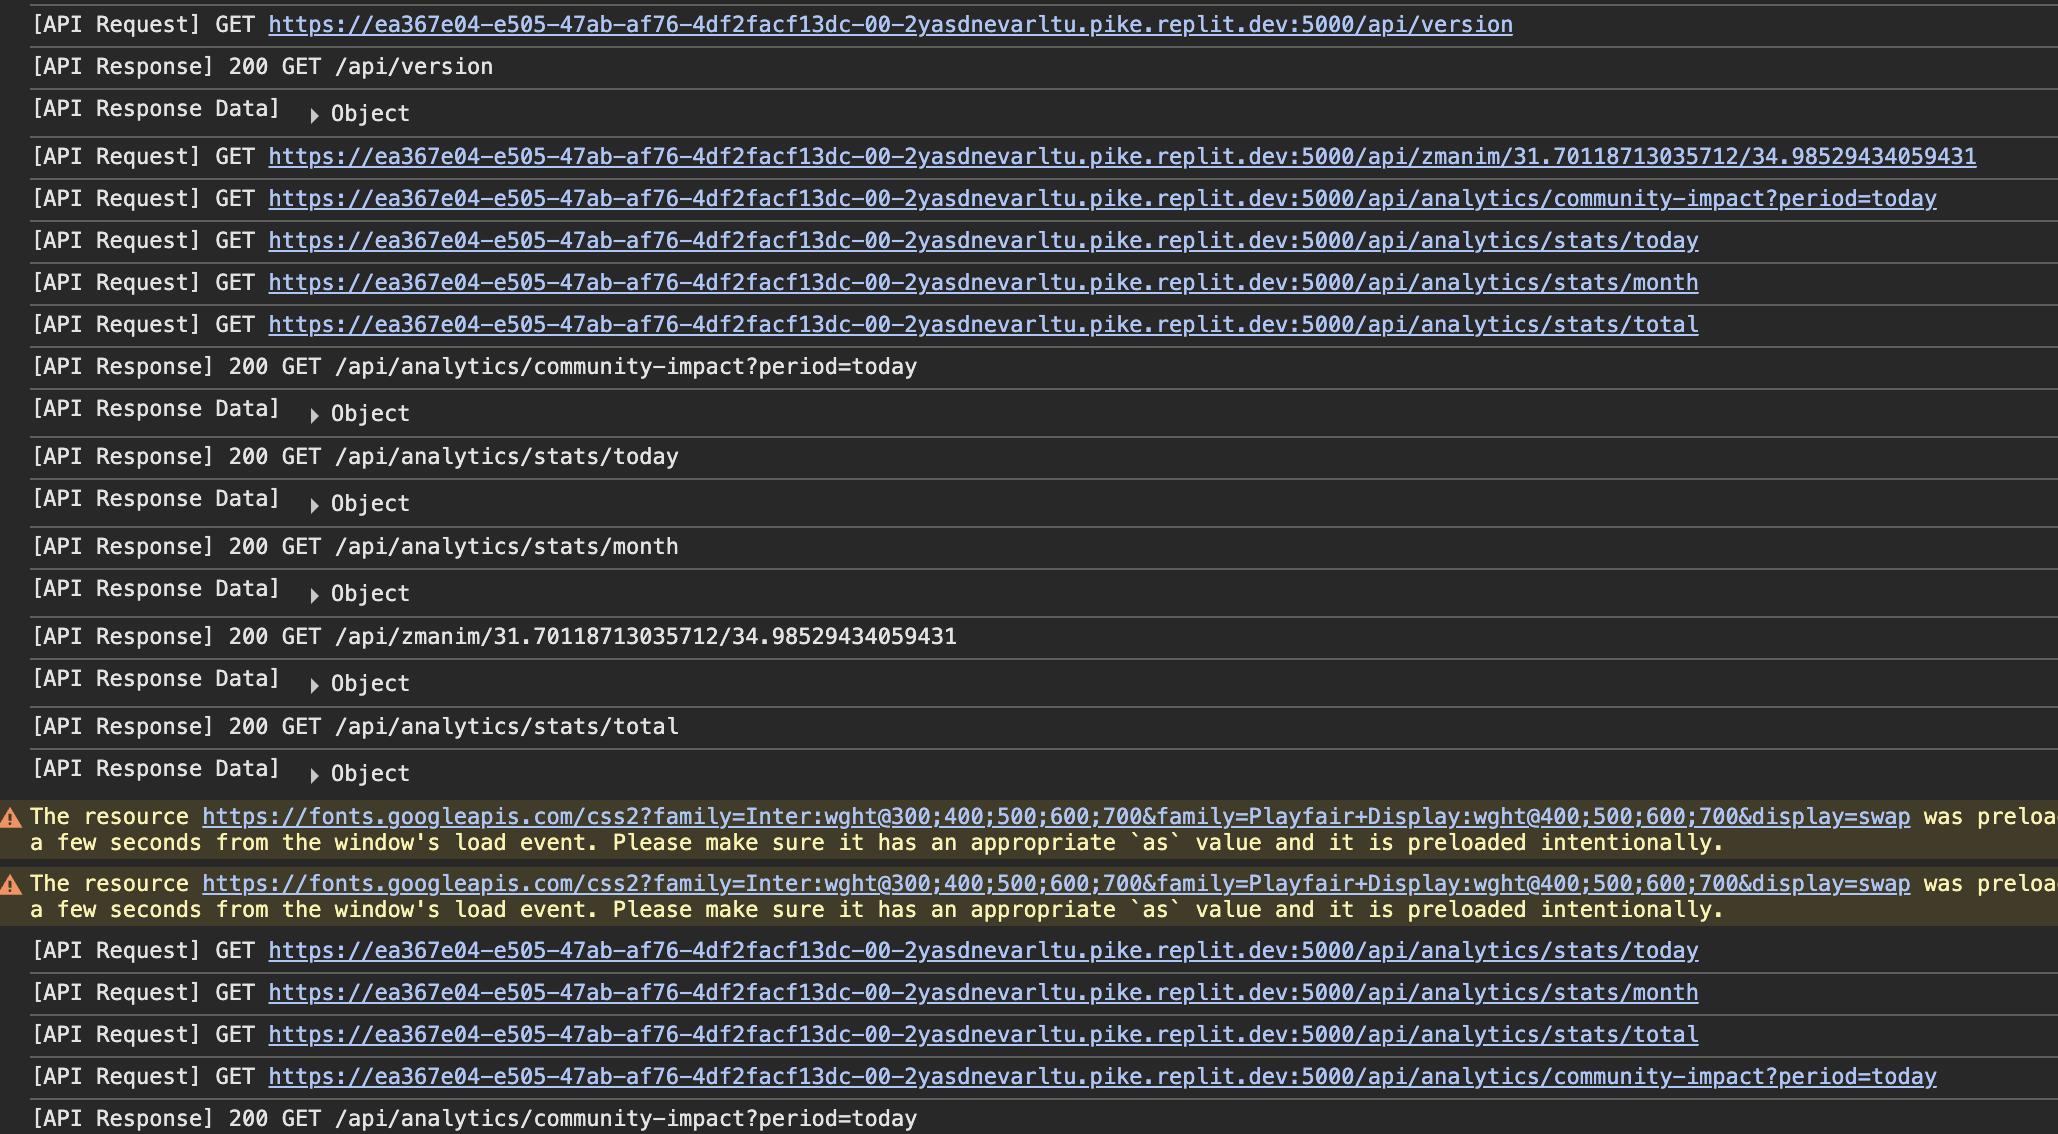 [API Request] GET https://ea367e04-e505-47ab-af76-4df2facf13dc-00-2yasdnevarltu.pike.replit.dev:5000/api/version
[API Response] 200 GET /api/version
[API Response Data] Object
[API Request] GET https://ea367e04-e505-47ab-af76-4df2facf13dc-00-2yasdnevarltu.pike.replit.dev:5000/api/zmanim/31.70118713035712/34.98529434059431
[API Request] GET https://ea367e04-e505-47ab-af76-4df2facf13dc-00-2yasdnevarltu.pike.replit.dev:5000/api/analytics/community-impact?period=today
[API Request] GET https://ea367e04-e505-47ab-af76-4df2facf13dc-00-2yasdnevarltu.pike.replit.dev:5000/api/analytics/stats/today
[API Request] GET https://ea367e04-e505-47ab-af76-4df2facf13dc-00-2yasdnevarltu.pike.replit.dev:5000/api/analytics/stats/month
[API Request] GET https://ea367e04-e505-47ab-af76-4df2facf13dc-00-2yasdnevarltu.pike.replit.dev:5000/api/analytics/stats/total
[API Response] 200 GET /api/analytics/community-impact?period=today
[API Response Data] Object
[API Response] 200 GET /api/analytics/stats/today
[API Response Data] Object
[API Response] 200 GET /api/analytics/stats/month
[API Response Data] Object
[API Response] 200 GET /api/zmanim/31.70118713035712/34.98529434059431
[API Response Data] Object
[API Response] 200 GET /api/analytics/stats/total
[API Response Data] Object
The resource https://fonts.googleapis.com/css2?family=Inter:wght@300;400;500;600;700&family=Playfair+Display:wght@400;500;600;700&display=swap was preloa
a few seconds from the window's load event. Please make sure it has an appropriate `as` value and it is preloaded intentionally.
The resource https://fonts.googleapis.com/css2?family=Inter:wght@300;400;500;600;700&family=Playfair+Display:wght@400;500;600;700&display=swap was preloa
a few seconds from the window's load event. Please make sure it has an appropriate `as` value and it is preloaded intentionally.
[API Request] GET https://ea367e04-e505-47ab-af76-4df2facf13dc-00-2yasdnevarltu.pike.replit.dev:5000/api/analytics/stats/today
[API Request] GET https://ea367e04-e505-47ab-af76-4df2facf13dc-00-2yasdnevarltu.pike.replit.dev:5000/api/analytics/stats/month
[API Request] GET https://ea367e04-e505-47ab-af76-4df2facf13dc-00-2yasdnevarltu.pike.replit.dev:5000/api/analytics/stats/total
[API Request] GET https://ea367e04-e505-47ab-af76-4df2facf13dc-00-2yasdnevarltu.pike.replit.dev:5000/api/analytics/community-impact?period=today
[API Response] 200 GET /api/analytics/community-impact?period=today